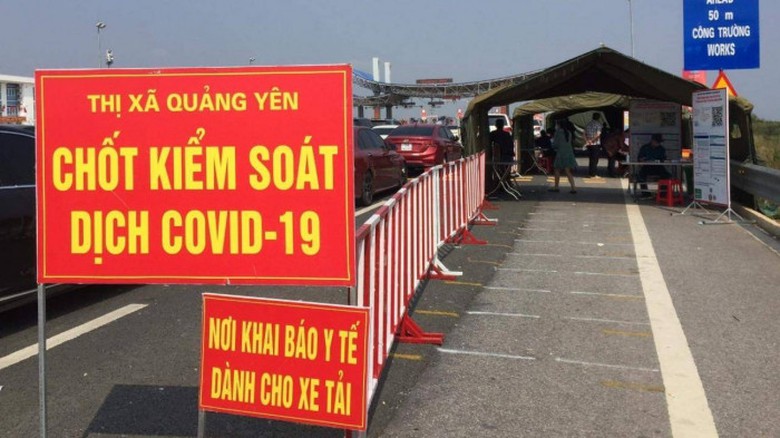 THỊ XÃ QUẢNG YÊN
CHỐT KIỂM SOÁT
DỊCH COVID-19
NƠI KHAI BÁO Y TẾ
DÀNH CHO XE TẢI
AHEAD
50 m
CÔNG TRƯỜNG
WORKS